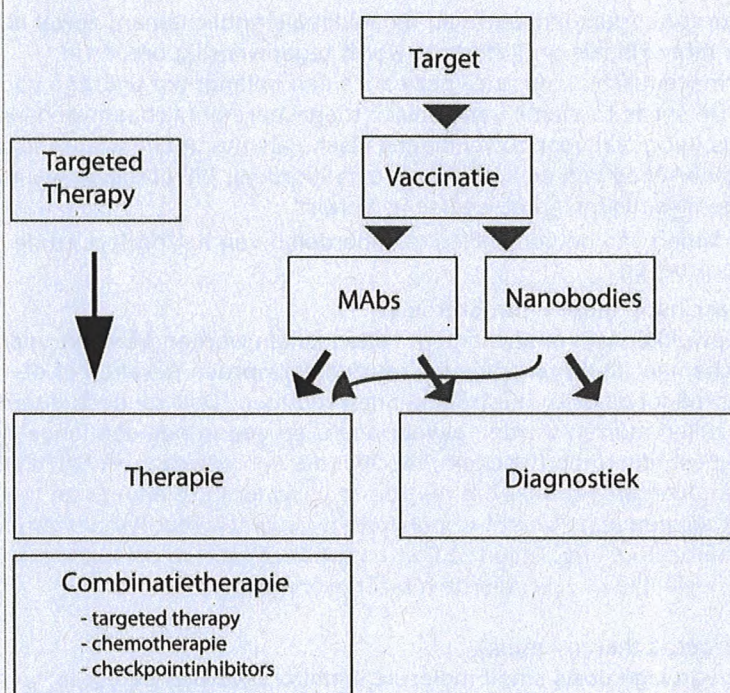 Target
Targeted
Therapy
Vaccinatie
MAbs
Nanobodies
Therapie
Diagnostiek
Combinatietherapie
- targeted therapy
- chemotherapie
- checkpointinhibitors